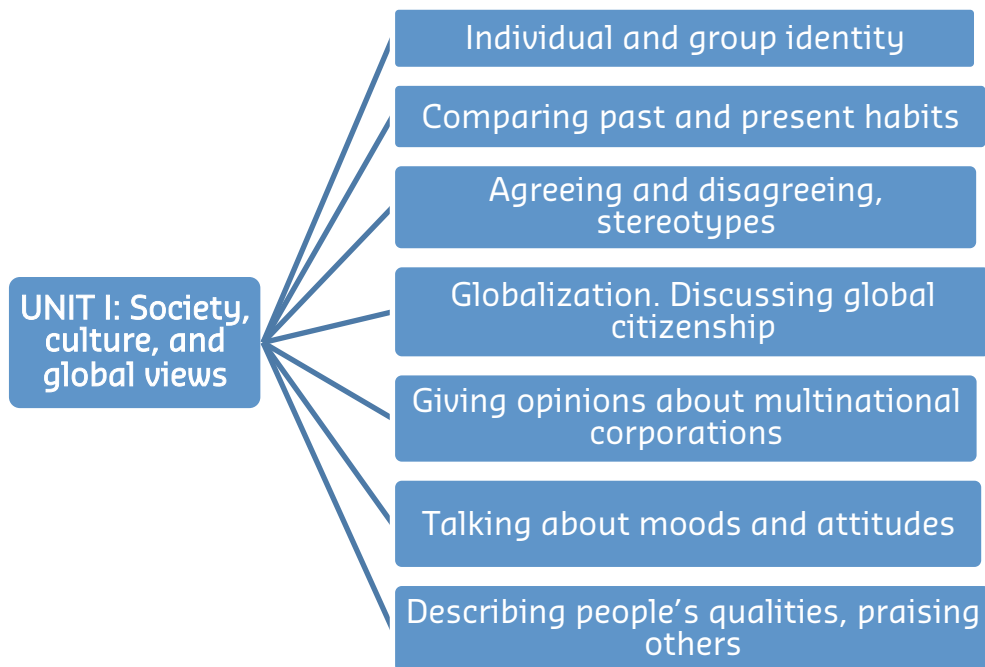 Individual and group identity
Comparing past and present habits
Agreeing and disagreeing,
stereotypes
UNIT I: Society,
culture, and
global views
Globalization. Discussing global
citizenship
Giving opinions about multinational
corporations
Talking about moods and attitudes
Describing people's qualities, praising
others